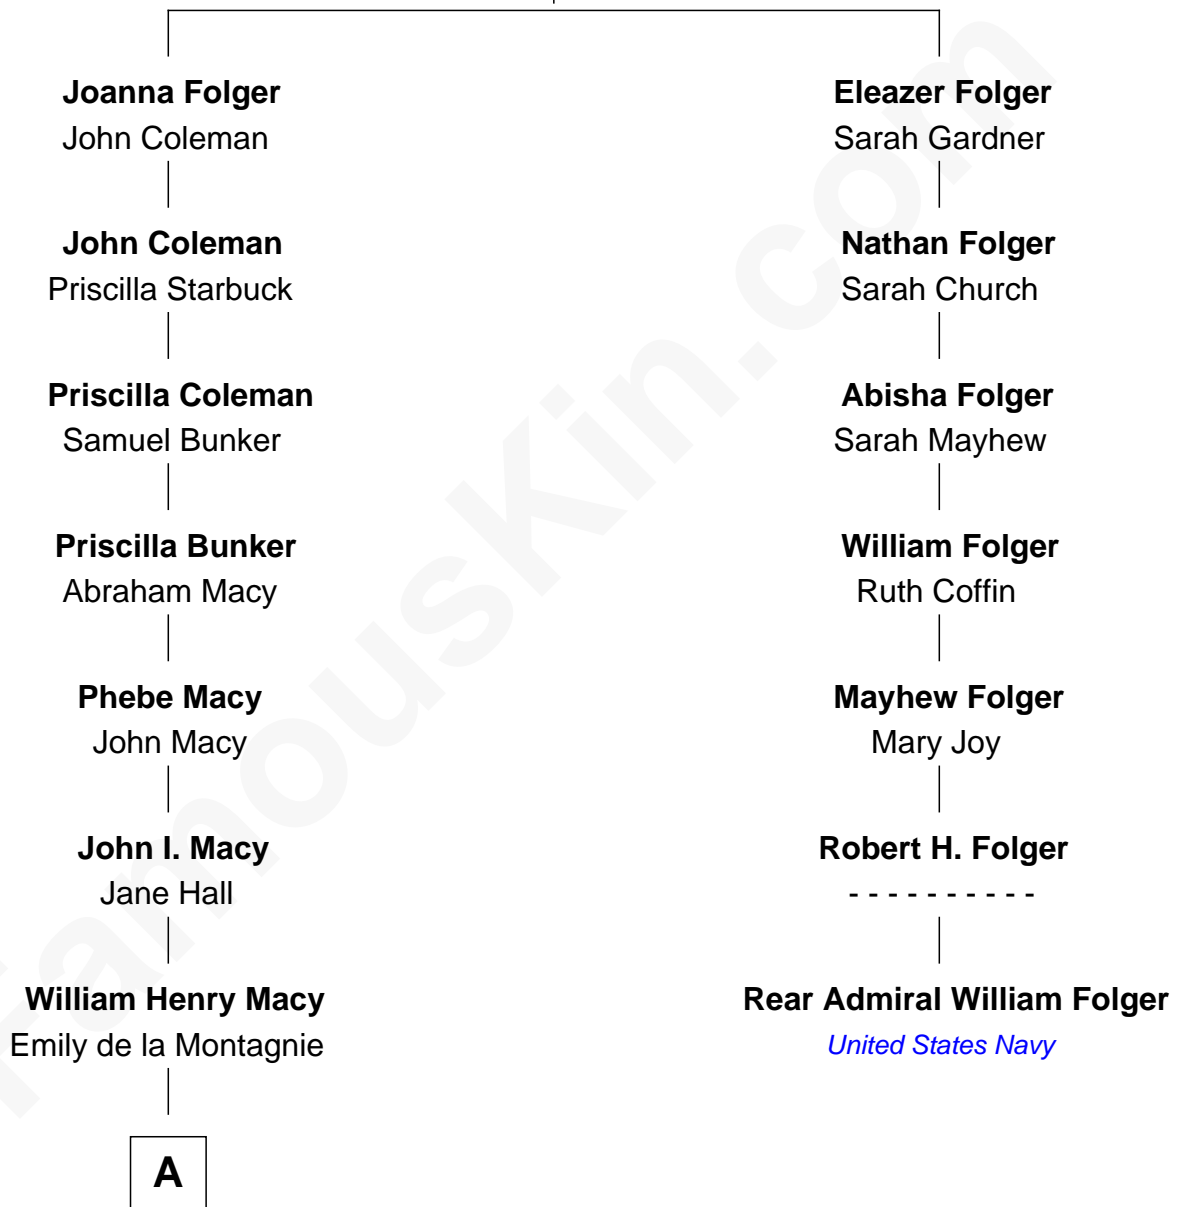 Joanna Folger
John Coleman
Eleazer Folger
Sarah Gardner
John Coleman
Priscilla Starbuck
Nathan Folger
Sarah Church
Priscilla Coleman
Samuel Bunker
Abisha Folger
Sarah Mayhew
Priscilla Bunker
Abraham Macy
William Folger
Ruth Coffin
Phebe Macy
John Macy
Mayhew Folger
Mary Joy
John I. Macy
Jane Hall
Robert H. Folger
- - - - - - - - - -
William Henry Macy
Emily de la Montagnie
Rear Admiral William Folger
United States Navy
A
FamousKin.com